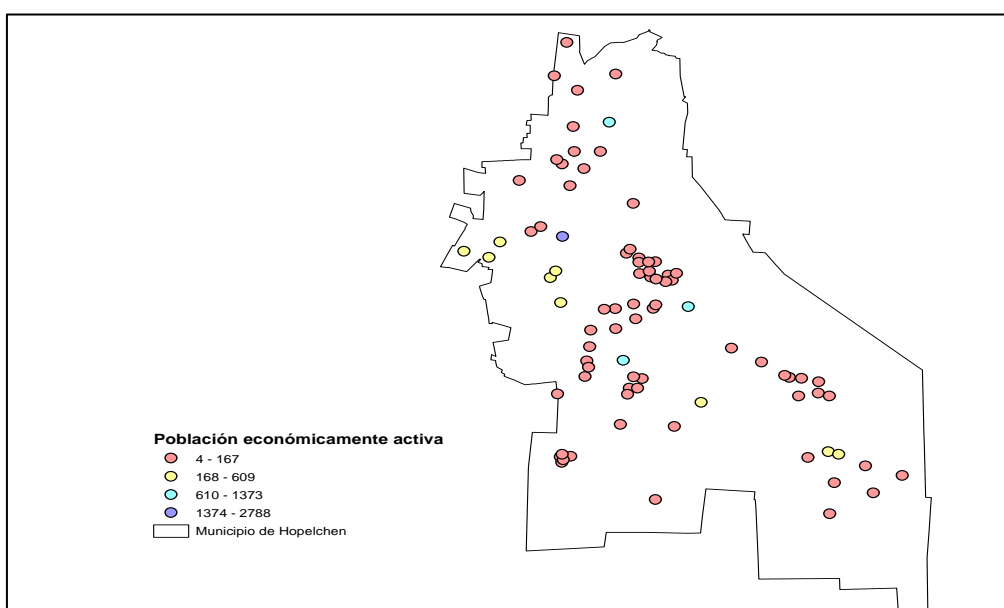 Población económicamente activa
4 - 167
168 - 609
610 - 1373
1374 - 2788
Municipio de Hopelchen